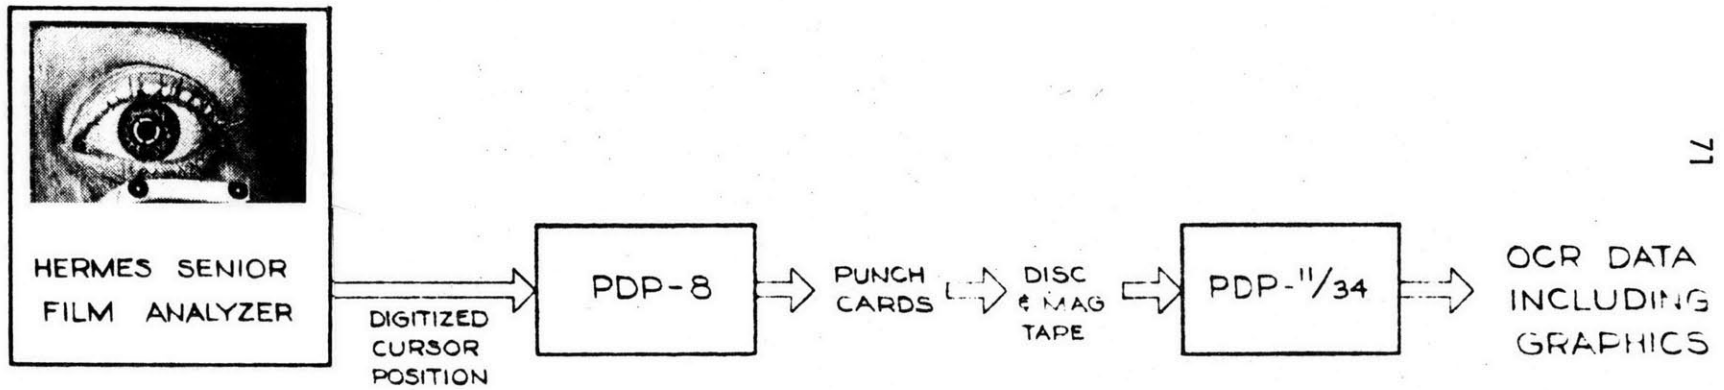 HERMES SENIOR
FILM ANALYZER
DIGITIZED
CURSOR
POSITION
PDP-8
PUNCH
CARDS
DISC
& MAG
TAPE
PDP-11/34
OCR DATA
INCLUDING
GRAPHICS
71